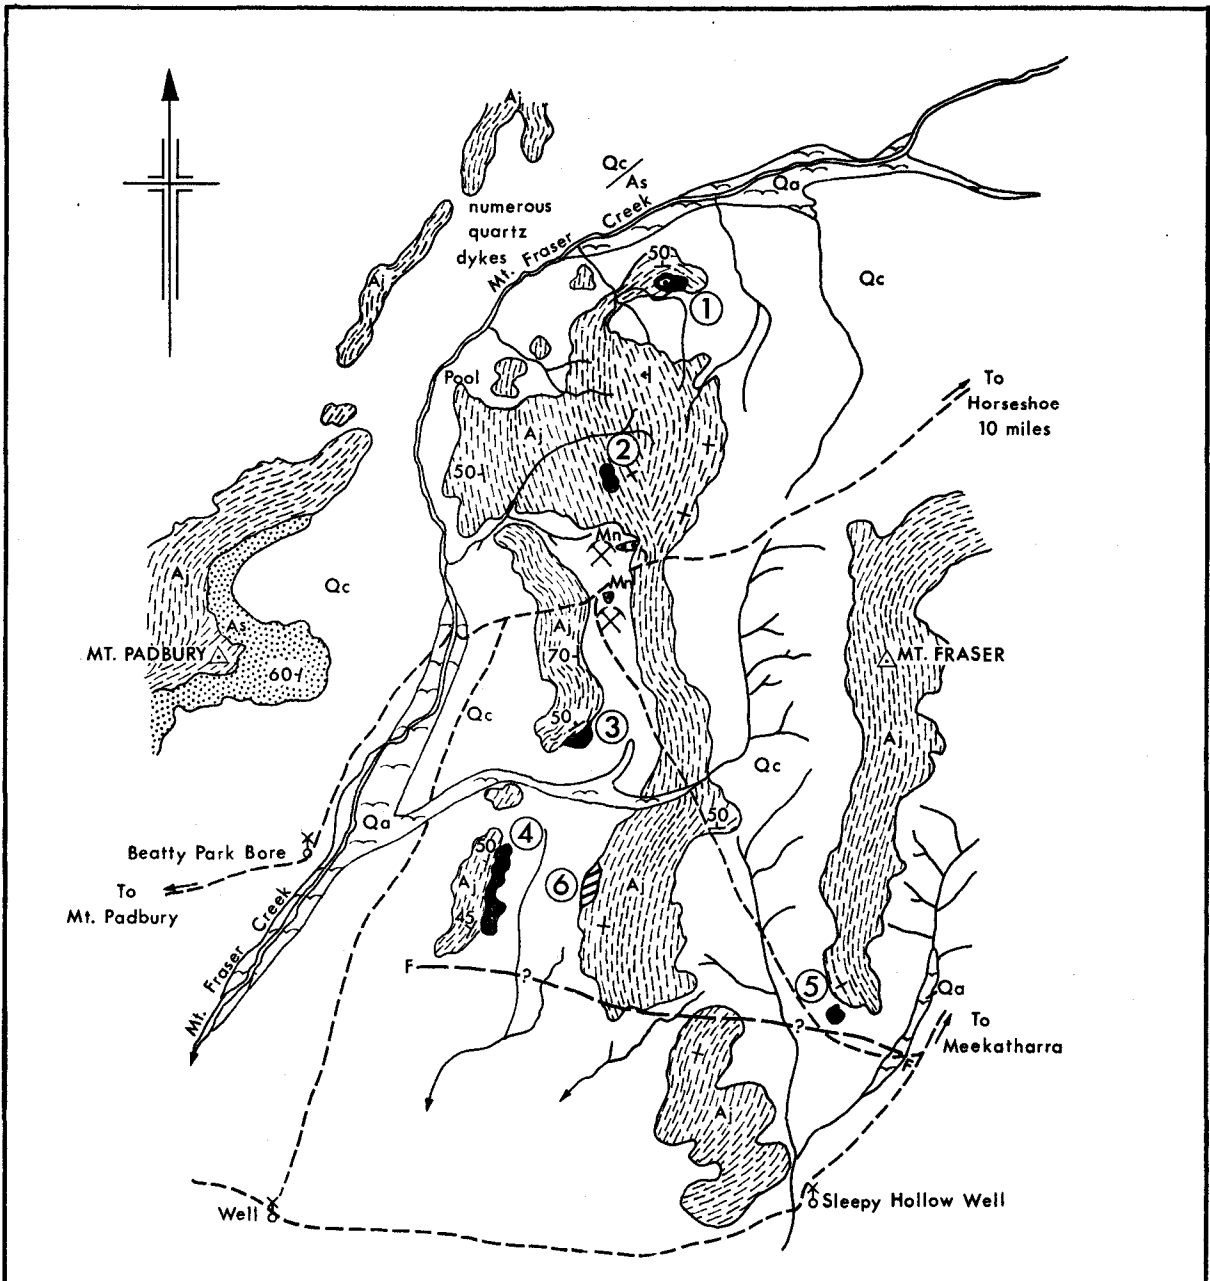 Aj
Qc
As
Qa
numerous
quartz
dykes
Mt. Fraser Creek
50
Aj
Qc
1
Pool
To
Horseshoe
10 miles
Aj
2
50
Mn
Aj
Qc
Mn
As
Aj
MT. PADBURY
70
MT. FRASER
60
Qc
50
3
Aj
Qc
Qa
50
4
50
Beatty Park Bore
Aj
6
Aj
To
Mt. Padbury
45
Mt. Fraser Creek
F
?
5
Qa
?
To
Meekatharra
F
Aj
Well
Sleepy Hollow Well